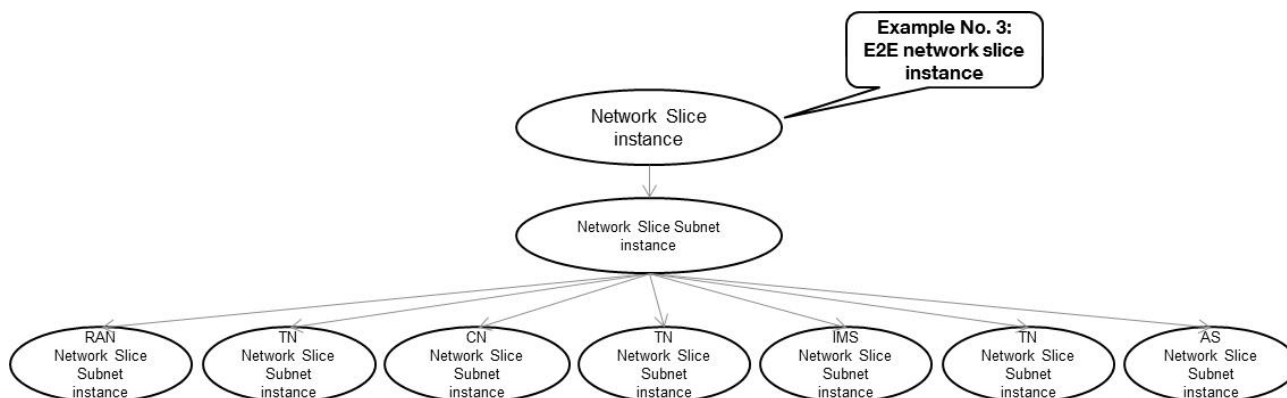 Example No. 3:
E2E network slice
instance
Network Slice
instance
Network Slice Subnet
instance
RAN
Network Slice
Subnet
instance
TN
Network Slice
Subnet
instance
CN
Network Slice
Subnet
instance
TN
Network Slice
Subnet
instance
IMS
Network Slice
Subnet
instance
TN
Network Slice
Subnet
instance
AS
Network Slice
Subnet
instance